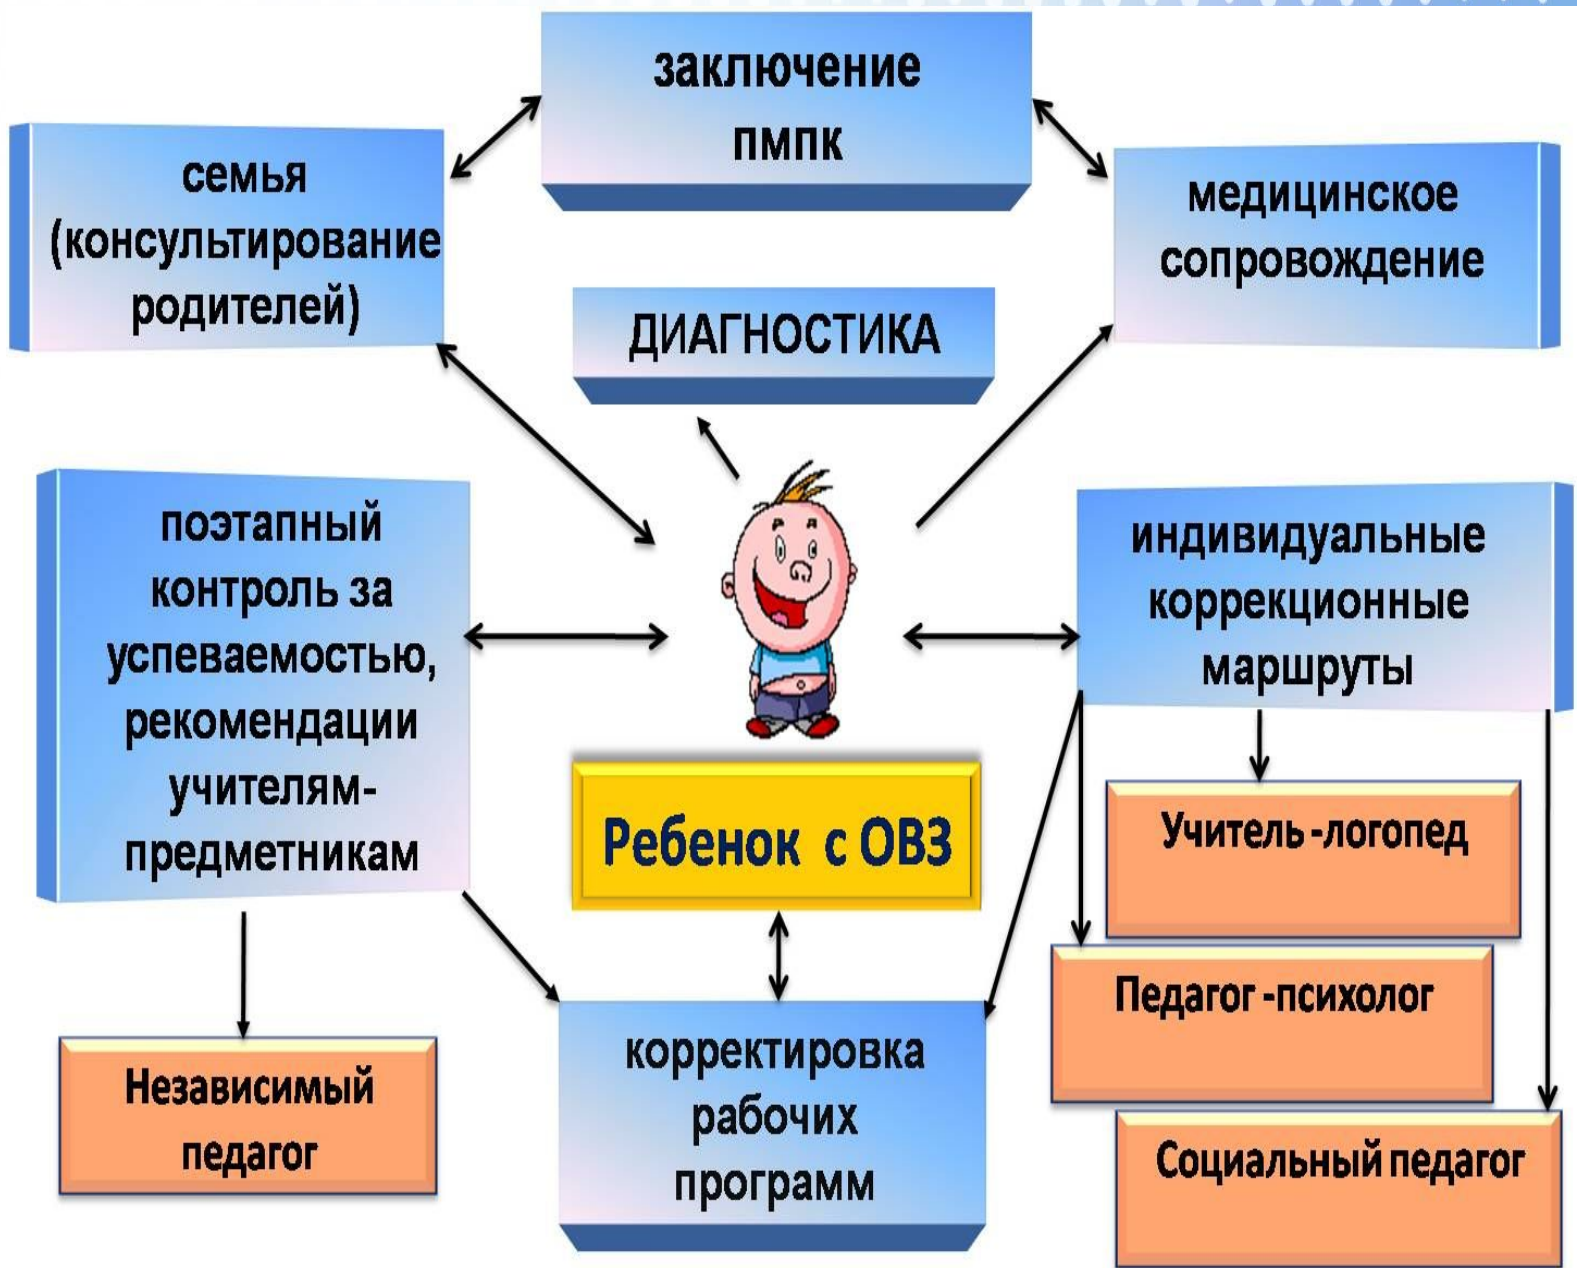 заключение
пмпк
семья
(консультирование
родителей)
медицинское
сопровождение
ДИАГНОСТИКА
поэтапный
контроль за
успеваемостью,
рекомендации
учителям-
предметникам
индивидуальные
коррекционные
маршруты
Ребенок с ОВЗ
Учитель -логопед
Педагог -психолог
Социальный педагог
Независимый
педагог
корректировка
рабочих
программ